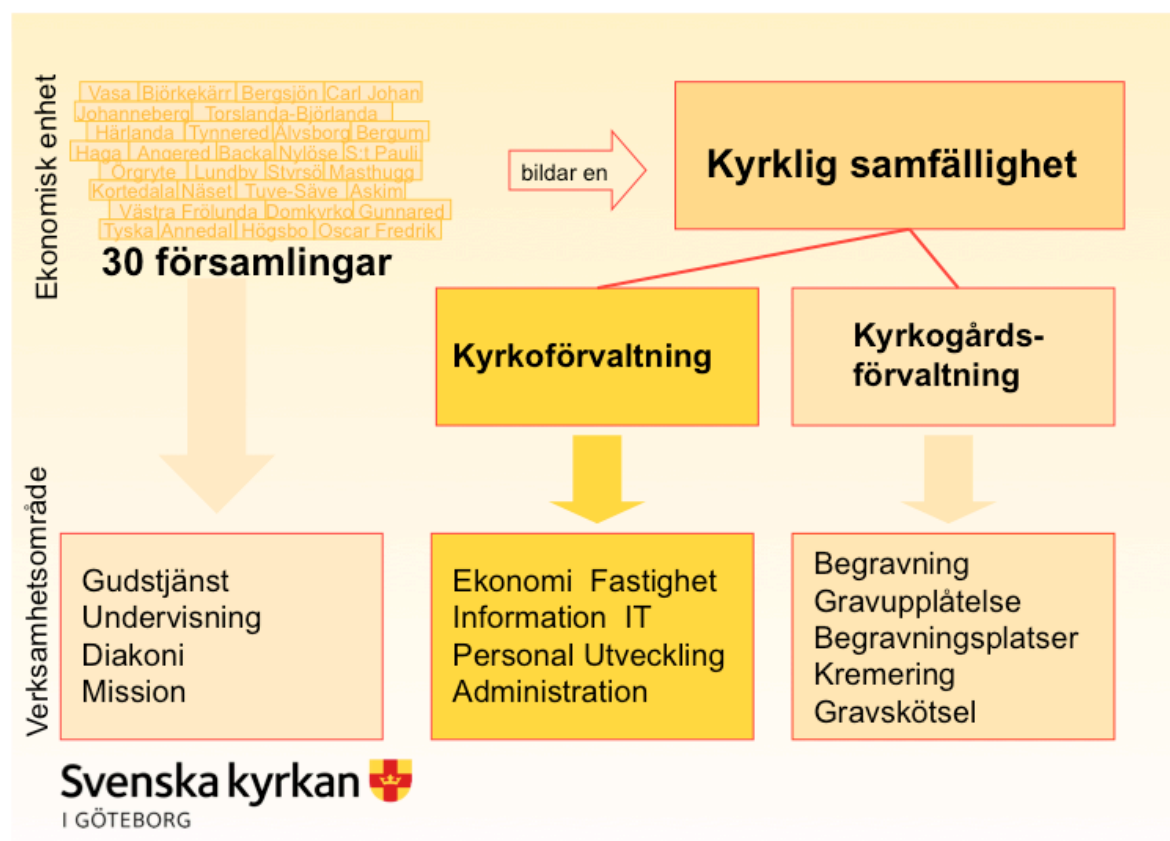 Ekonomisk enhet
Vasa Björkekärr Bergsjön Carl Johan
Johanneberg Torslanda-Björlanda
Härlanda Tynnered Älvsborg Bergum
Haga Angered Backa Nylöse S:t Pauli
Örgryte Lundby Styrsö Masthugg
Kortedala Näset Tuve-Säve Askim
Västra Frölunda Domkyrko Gunnared
Tyska Annedal Högsbo Oscar Fredrik
30 församlingar
bildar en
Kyrklig samfällighet
Kyrkoförvaltning
Kyrkogårds-
förvaltning
Verksamhetsområde
Gudstjänst
Undervisning
Diakoni
Mission
Ekonomi Fastighet
Information IT
Personal Utveckling
Administration
Begravning
Gravupplåtelse
Begravningsplatser
Kremering
Gravskötsel
Svenska kyrkan
I GÖTEBORG